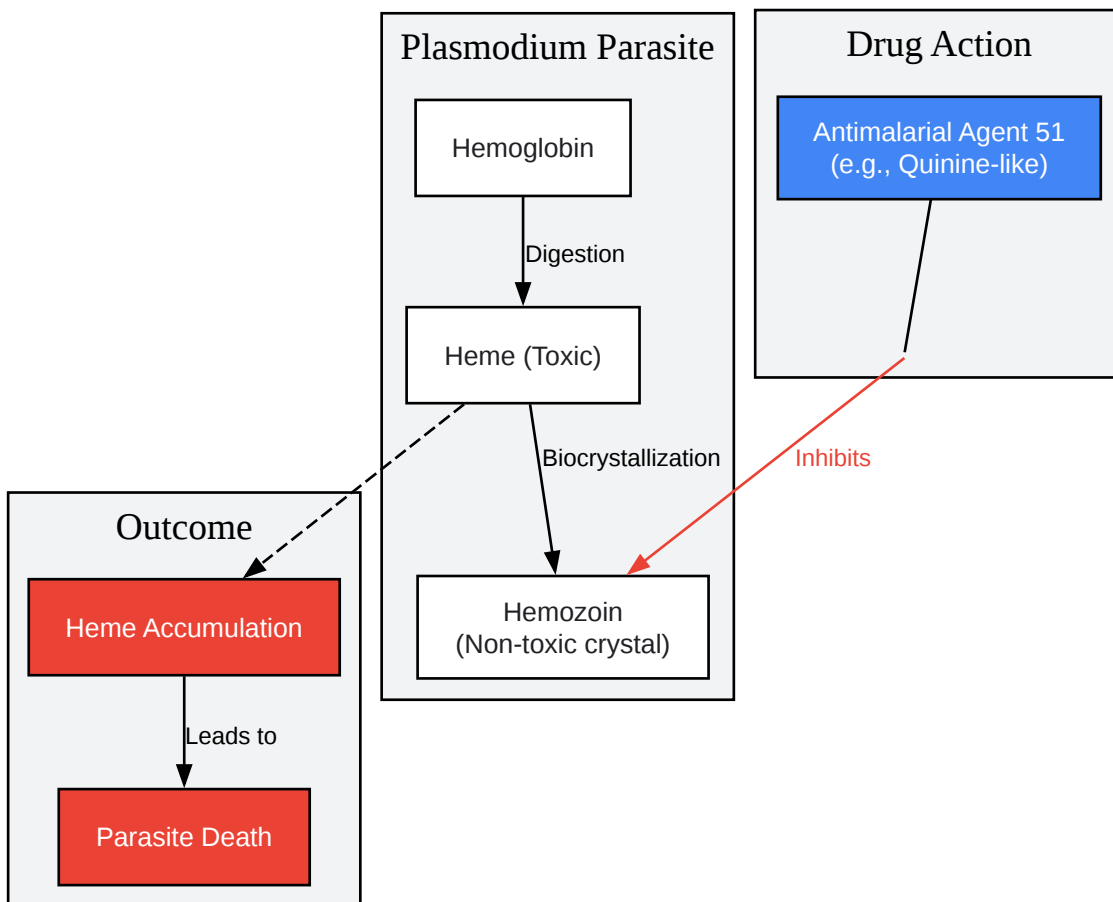 Plasmodium Parasite
Hemoglobin
Digestion
Heme (Toxic)
Biocrystallization
Hemozoin
(Non-toxic crystal)
Drug Action
Antimalarial Agent 51
(e.g., Quinine-like)
Inhibits
Outcome
Heme Accumulation
Leads to
Parasite Death